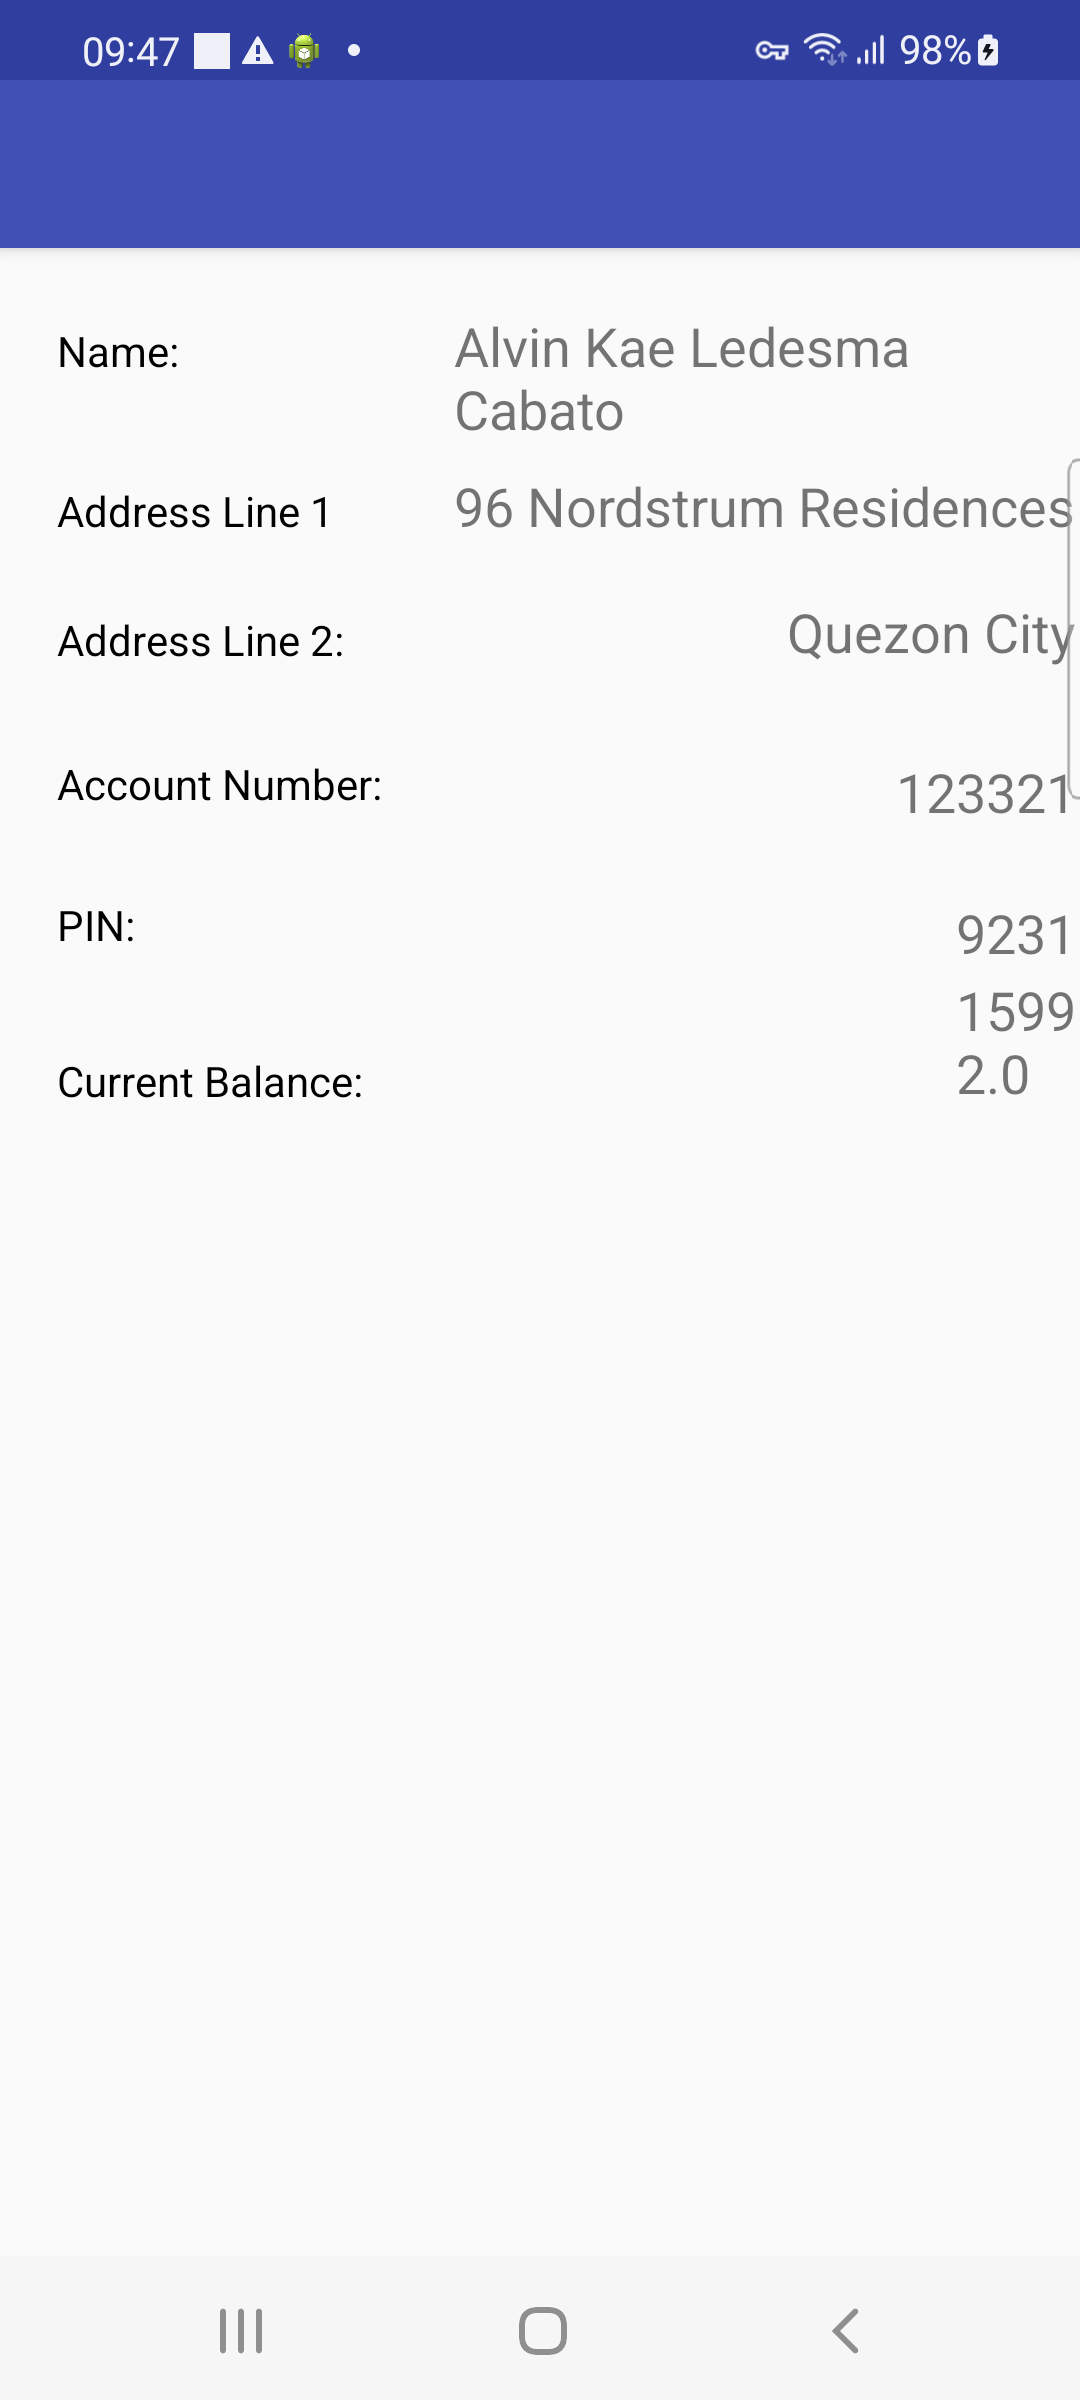 09:47 98%
Name: Alvin Kae Ledesma
Cabato
Address Line 1 96 Nordstrum Residences
Address Line 2: Quezon City
Account Number: 123321
PIN: 9231
1599
Current Balance: 2.0